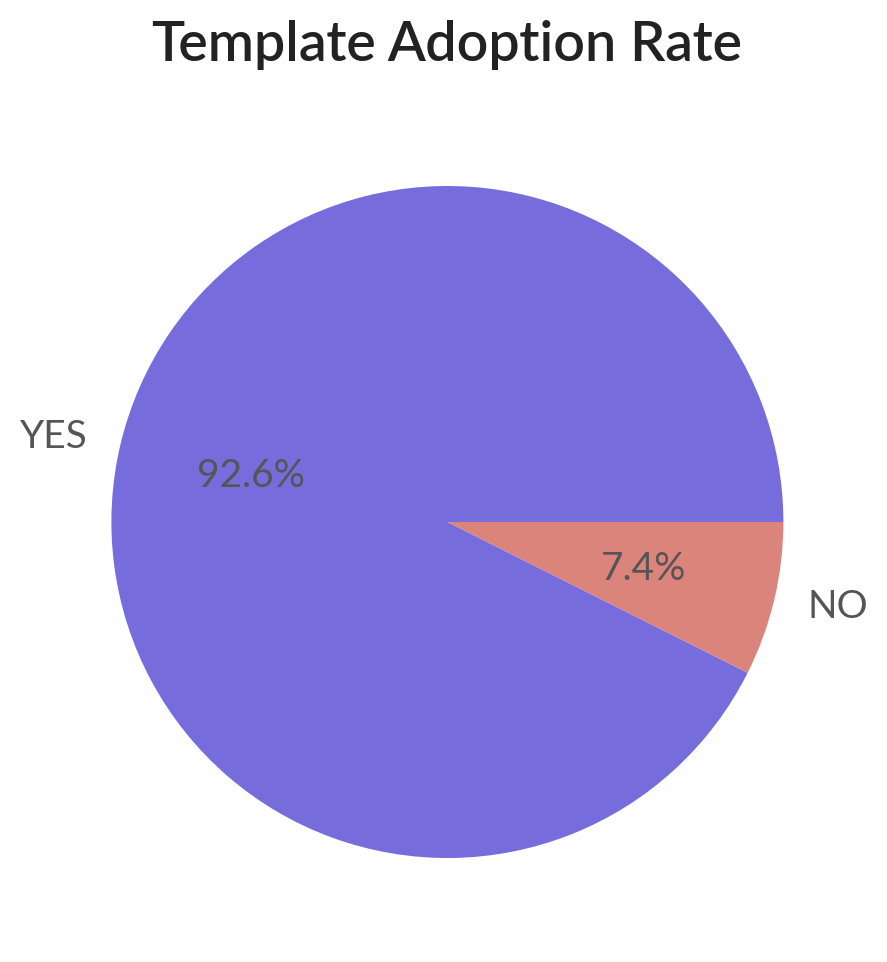 Template Adoption Rate
YES
92.6%
7.4%
NO